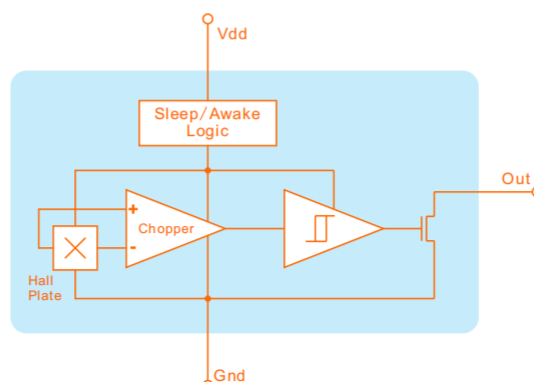 Vdd
Sleep/Awake
Logic
Out
+
Chopper
-
Hall
Plate
Gnd